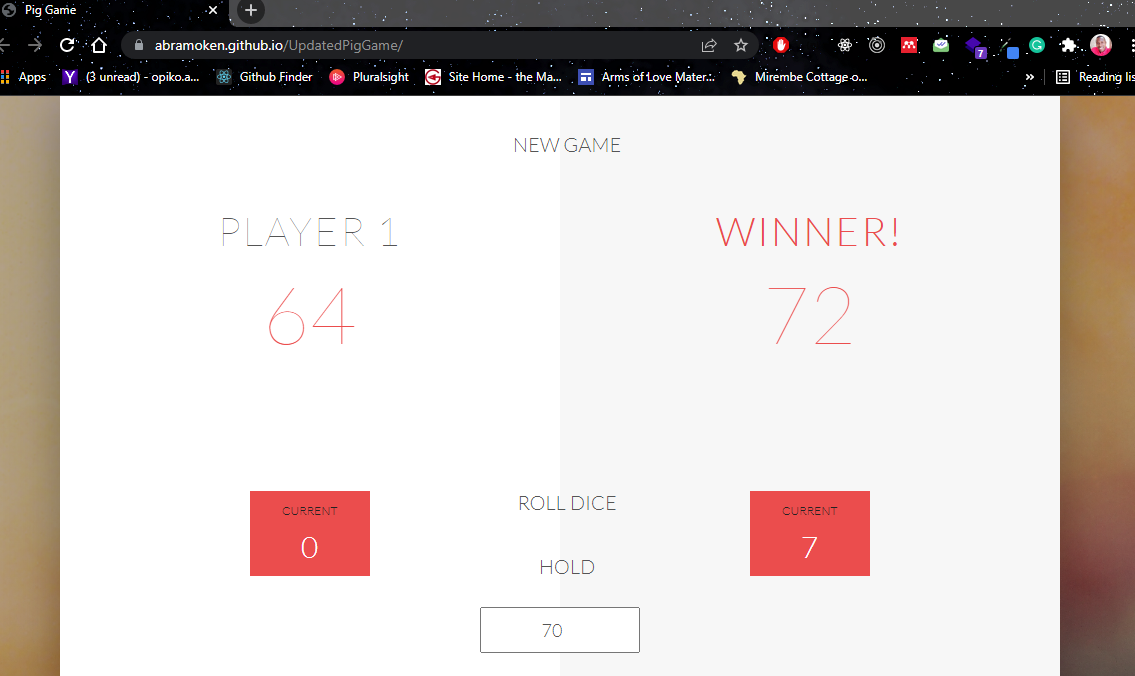 Pig Game
abramoken.github.io/UpdatedPigGame/
7
G
Apps
Y (3 unread) - opiko.a...
Github Finder
Pluralsight
Site Home - the Ma...
Arms of Love Mater...
Mirembe Cottage o...
»
Reading lis
NEW GAME
PLAYER 1
WINNER!
64
72
CURRENT
0
ROLL DICE
CURRENT
7
HOLD
70